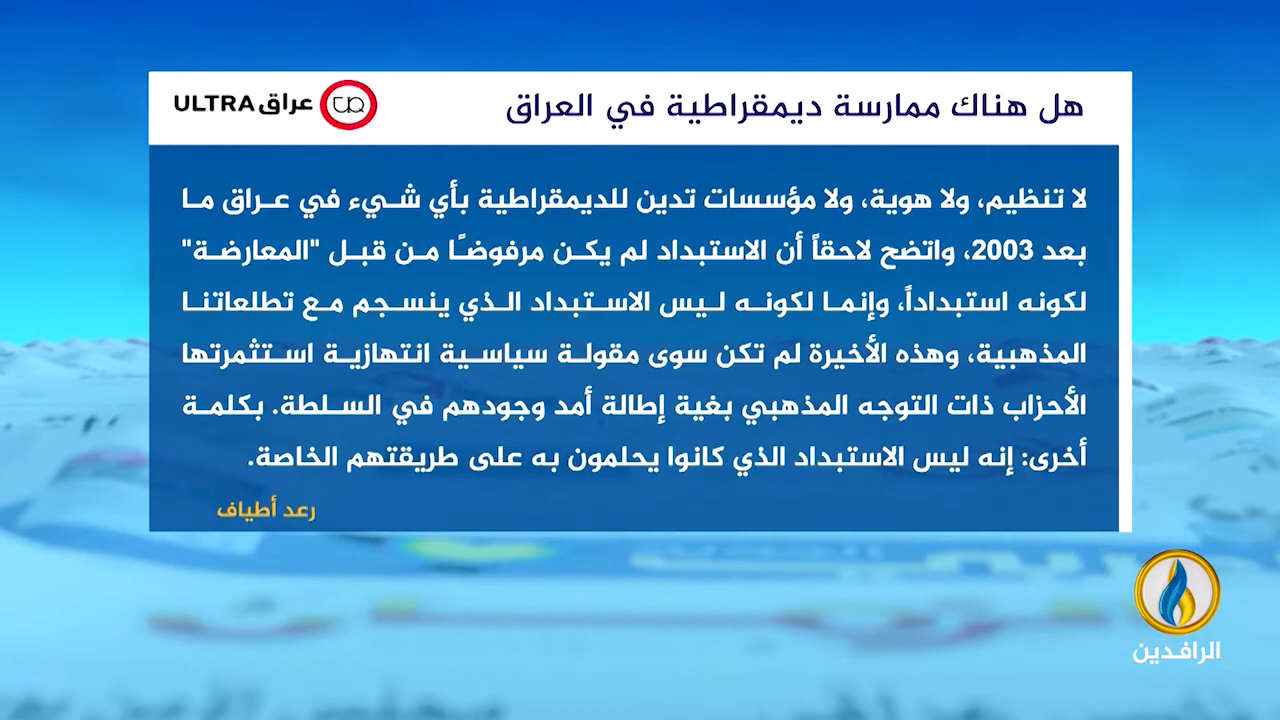 هل هناك ممارسة ديمقراطية في العراق
ULTRA عراق
لا تنظيم، ولا هوية، ولا مؤسسات تدين للديمقراطية بأي شيء في عراق ما
بعد 2003، واتضح لاحقاً أن الاستبداد لم يكن مرفوضًا من قبل "المعارضة"
لكونه استبداداً، وإنما لكونه ليس الاستبداد الذي ينسجم مع تطلعاتنا
المذهبية، وهذه الأخيرة لم تكن سوى مقولة سياسية انتهازية استثمرتها
الأحزاب ذات التوجه المذهبي بغية إطالة أمد وجودهم في السلطة. بكلمة
أخرى: إنه ليس الاستبداد الذي كانوا يحلمون به على طريقتهم الخاصة.
رعد أطياف
الرافدين